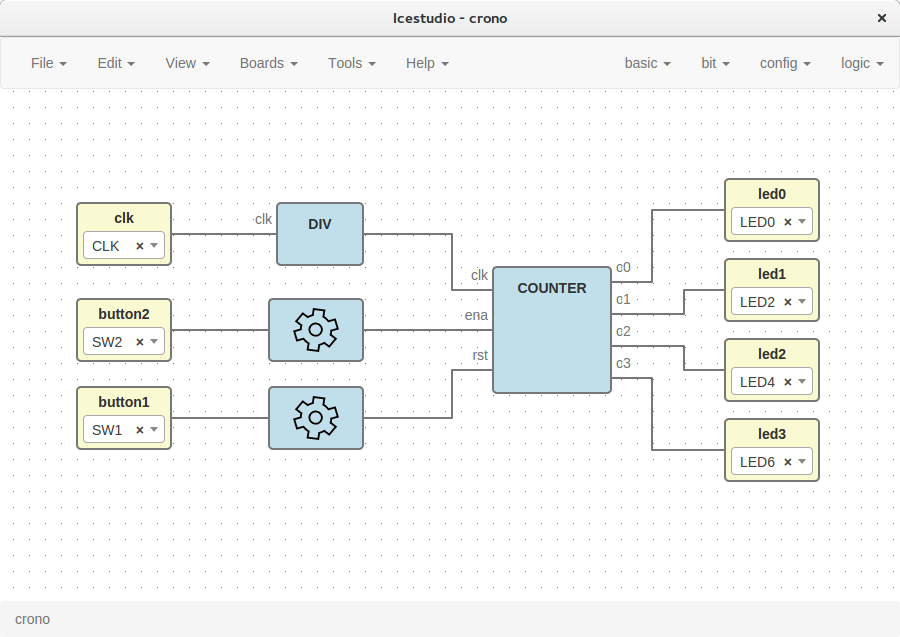 Icestudio - crono
File Edit View Boards Tools Help basic bit config logic
clk
CLK
clk
DIV
button2
SW2
button1
SW1
clk
ena
rst
COUNTER
c0
c1
c2
c3
led0
LED0
led1
LED2
led2
LED4
led3
LED6
crono